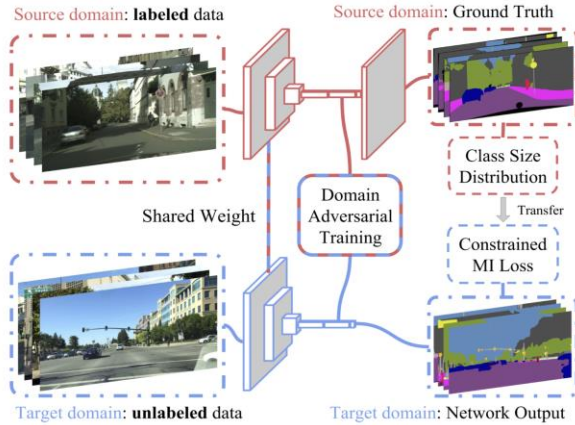 Source domain: labeled data
Source domain: Ground Truth
Class Size
Distribution
Transfer
Shared Weight
Domain
Adversarial
Training
Constrained
MI Loss
Target domain: unlabeled data
Target domain: Network Output